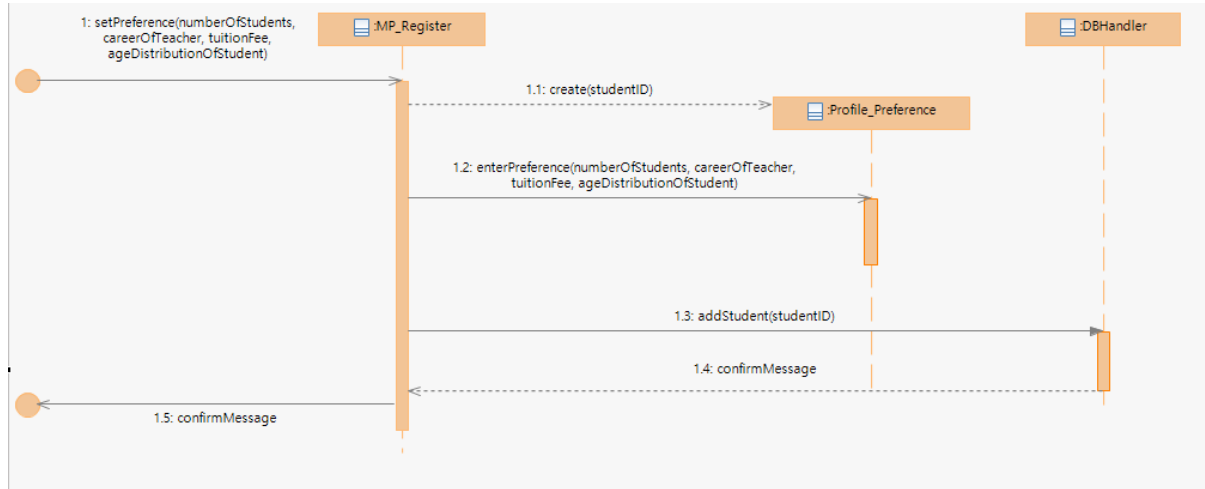 1: setPreference(numberOfStudents,
careerOfTeacher, tuitionFee,
ageDistributionOfStudent)
:MP_Register
:DBHandler
1.1: create(studentID)
:Profile_Preference
1.2: enterPreference(numberOfStudents, careerOfTeacher,
tuitionFee, ageDistributionOfStudent)
1.3: addStudent(studentID)
1.4: confirmMessage
1.5: confirmMessage